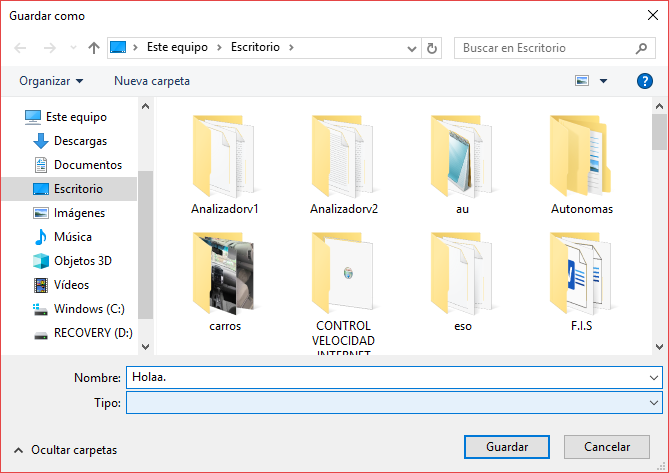 Guardar como
Este equipo
Escritorio
Buscar en Escritorio
Organizar
Nueva carpeta
?
Este equipo
Descargas
Documentos
Escritorio
Imágenes
Música
Objetos 3D
Vídeos
Windows (C:)
RECOVERY (D:)
Analizadorv1
Analizadorv2
au
Autonomas
carros
CONTROL
VELOCIDAD
INTERNET
eso
F.I.S
Nombre:
Holaa.
Tipo:
Ocultar carpetas
Guardar
Cancelar